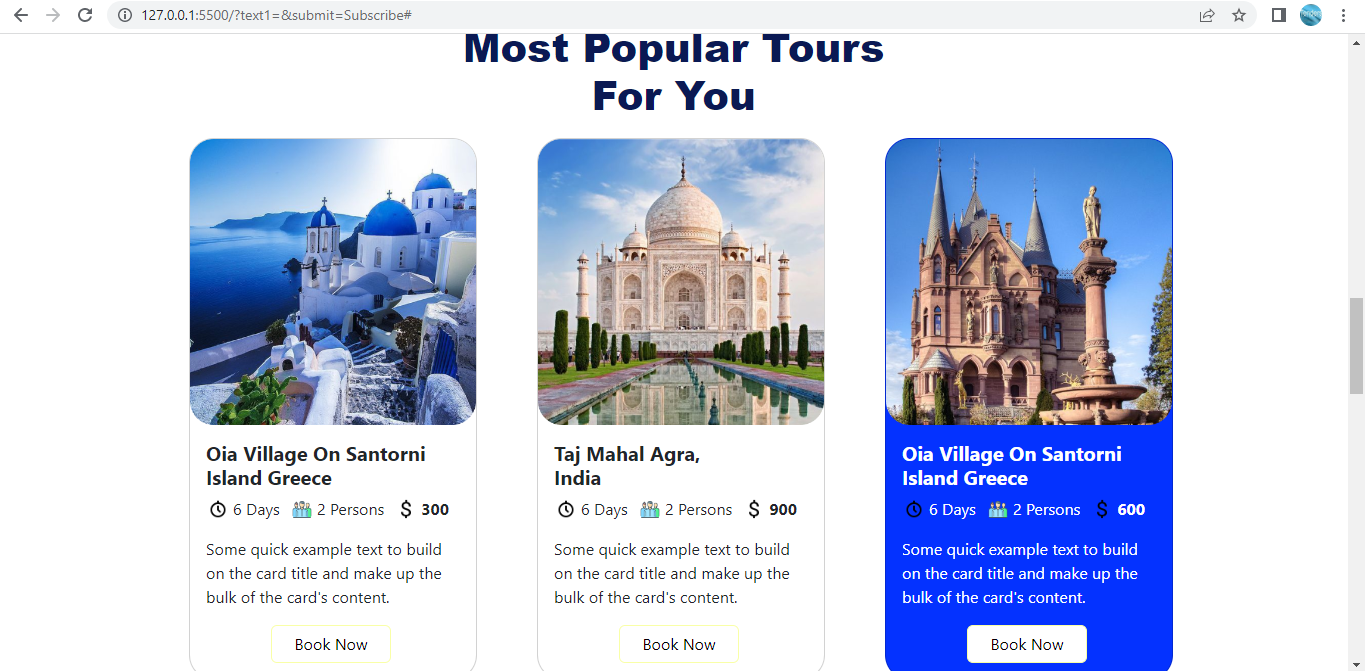 127.0.0.1:5500/?text1=&submit=Subscribe#
Most Popular Tours
For You
Oia Village On Santorni
Island Greece
6 Days 2 Persons $ 300
Some quick example text to build
on the card title and make up the
bulk of the card's content.
Book Now
Taj Mahal Agra,
India
6 Days 2 Persons $ 900
Some quick example text to build
on the card title and make up the
bulk of the card's content.
Book Now
Oia Village On Santorni
Island Greece
6 Days 2 Persons $ 600
Some quick example text to build
on the card title and make up the
bulk of the card's content.
Book Now